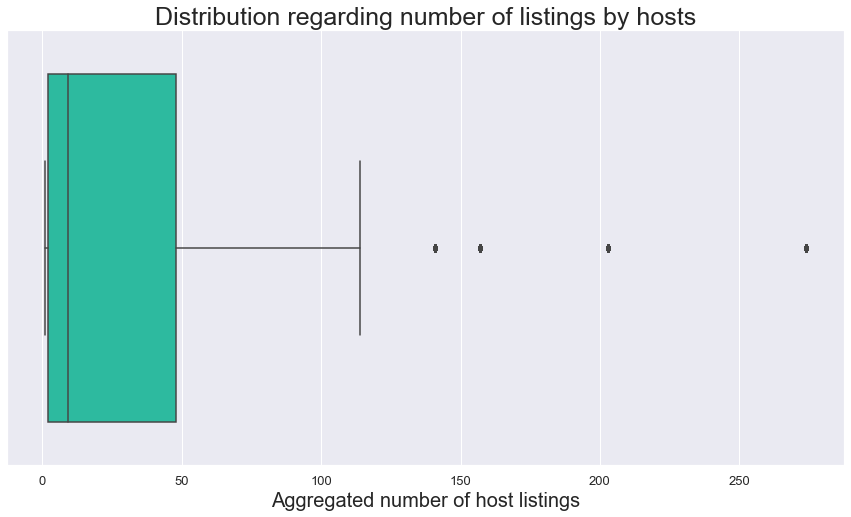 Distribution regarding number of listings by hosts
0 50 100 150 200 250
Aggregated number of host listings